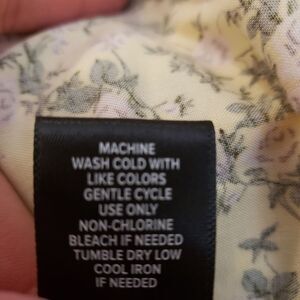 MACHINE
WASH COLD WITH
LIKE COLORS
GENTLE CYCLE
USE ONLY
NON-CHLORINE
BLEACH IF NEEDED
TUMBLE DRY LOW
COOL IRON
IF NEEDED